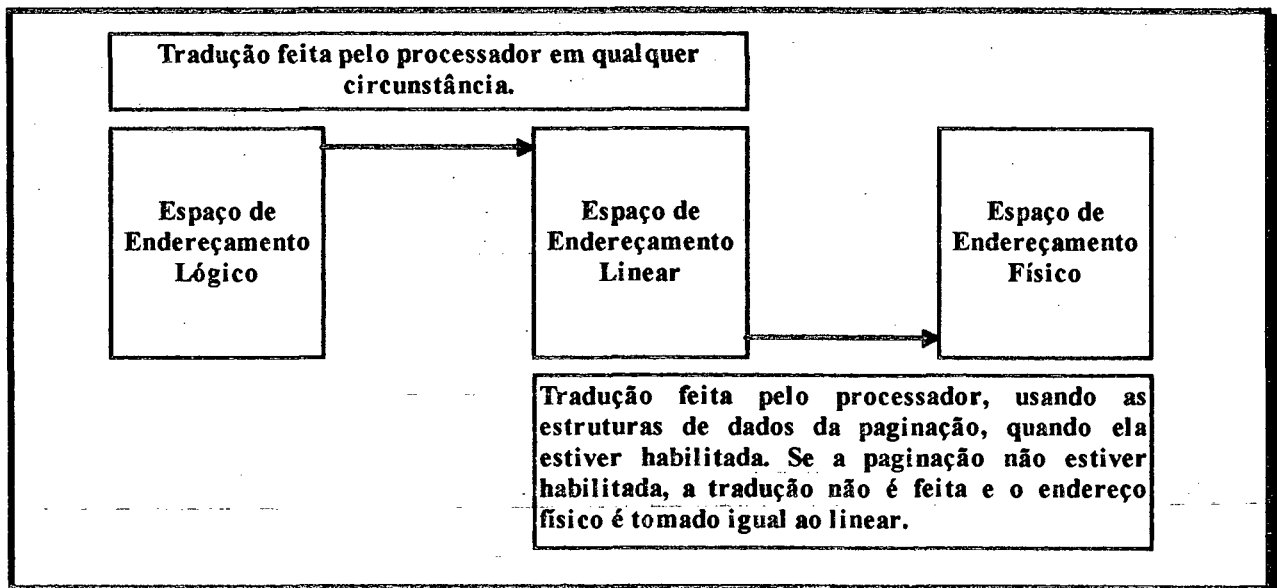 Tradução feita pelo processador em qualquer
circunstância.
Espaço de
Endereçamento
Lógico
Espaço de
Endereçamento
Linear
Espaço de
Endereçamento
Físico
Tradução feita pelo processador, usando as
estruturas de dados da paginação, quando ela
estiver habilitada. Se a paginação não estiver
habilitada, a tradução não é feita e o endereço
físico é tomado igual ao linear.